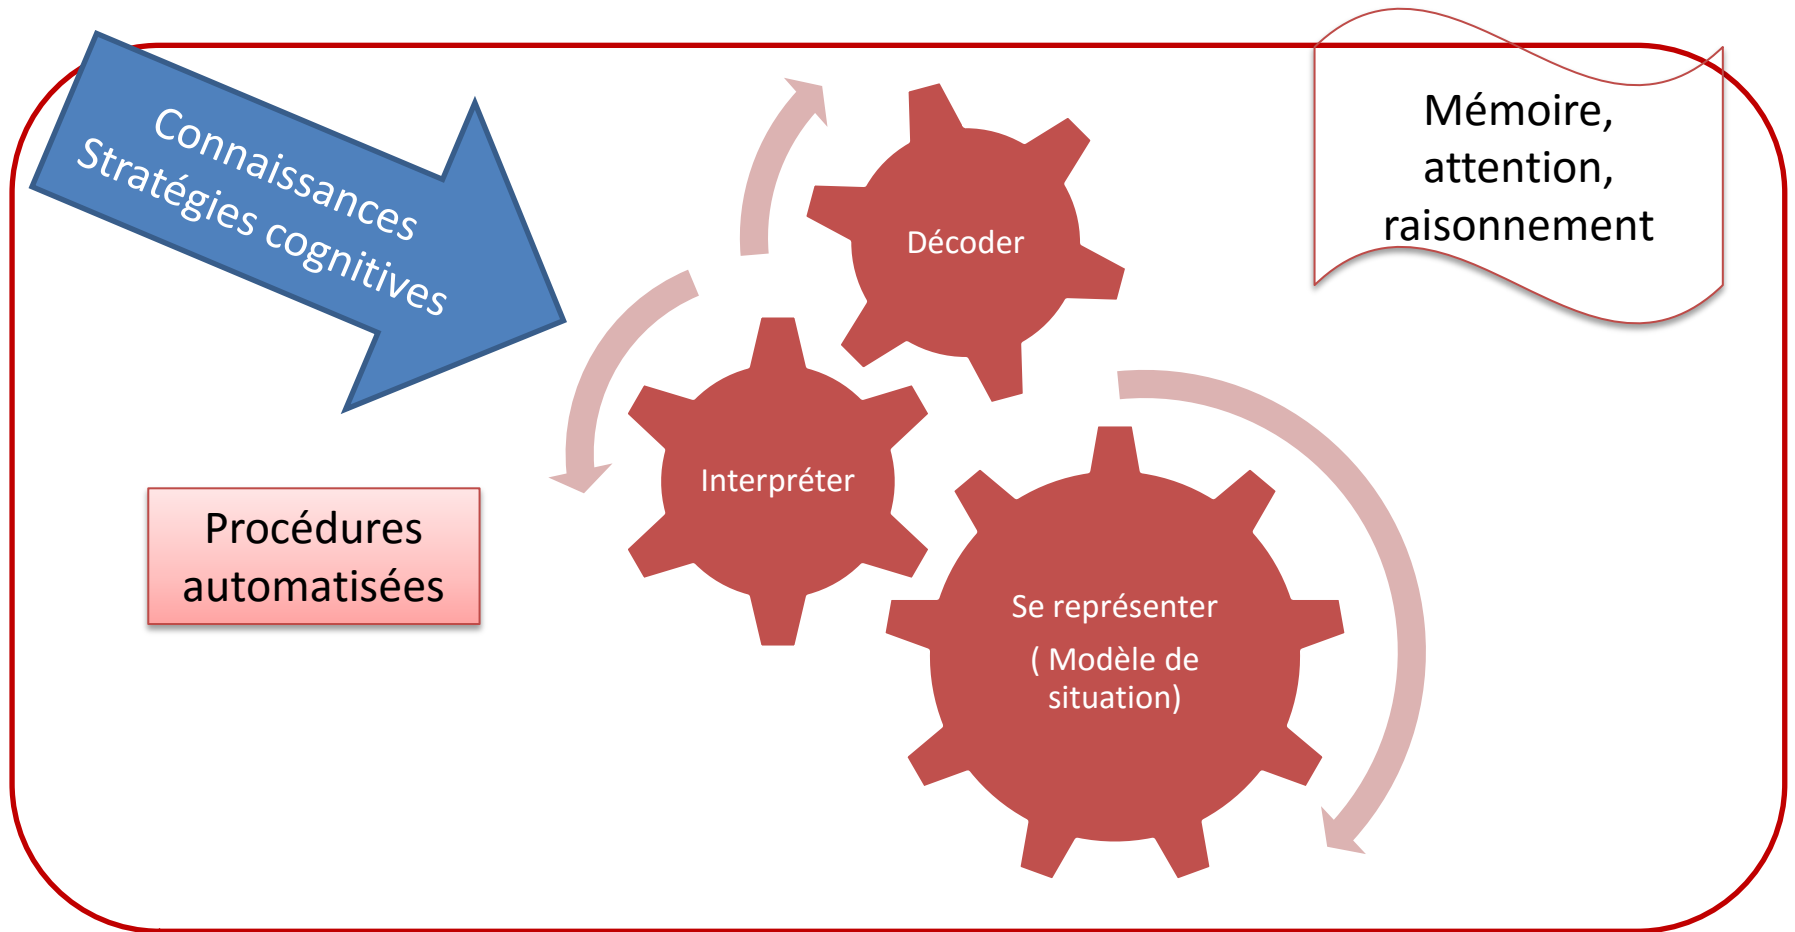 Connaissances
Stratégies cognitives
Mémoire,
attention,
raisonnement
Décoder
Interpréter
Procédures
automatisées
Se représenter
( Modèle de
situation)